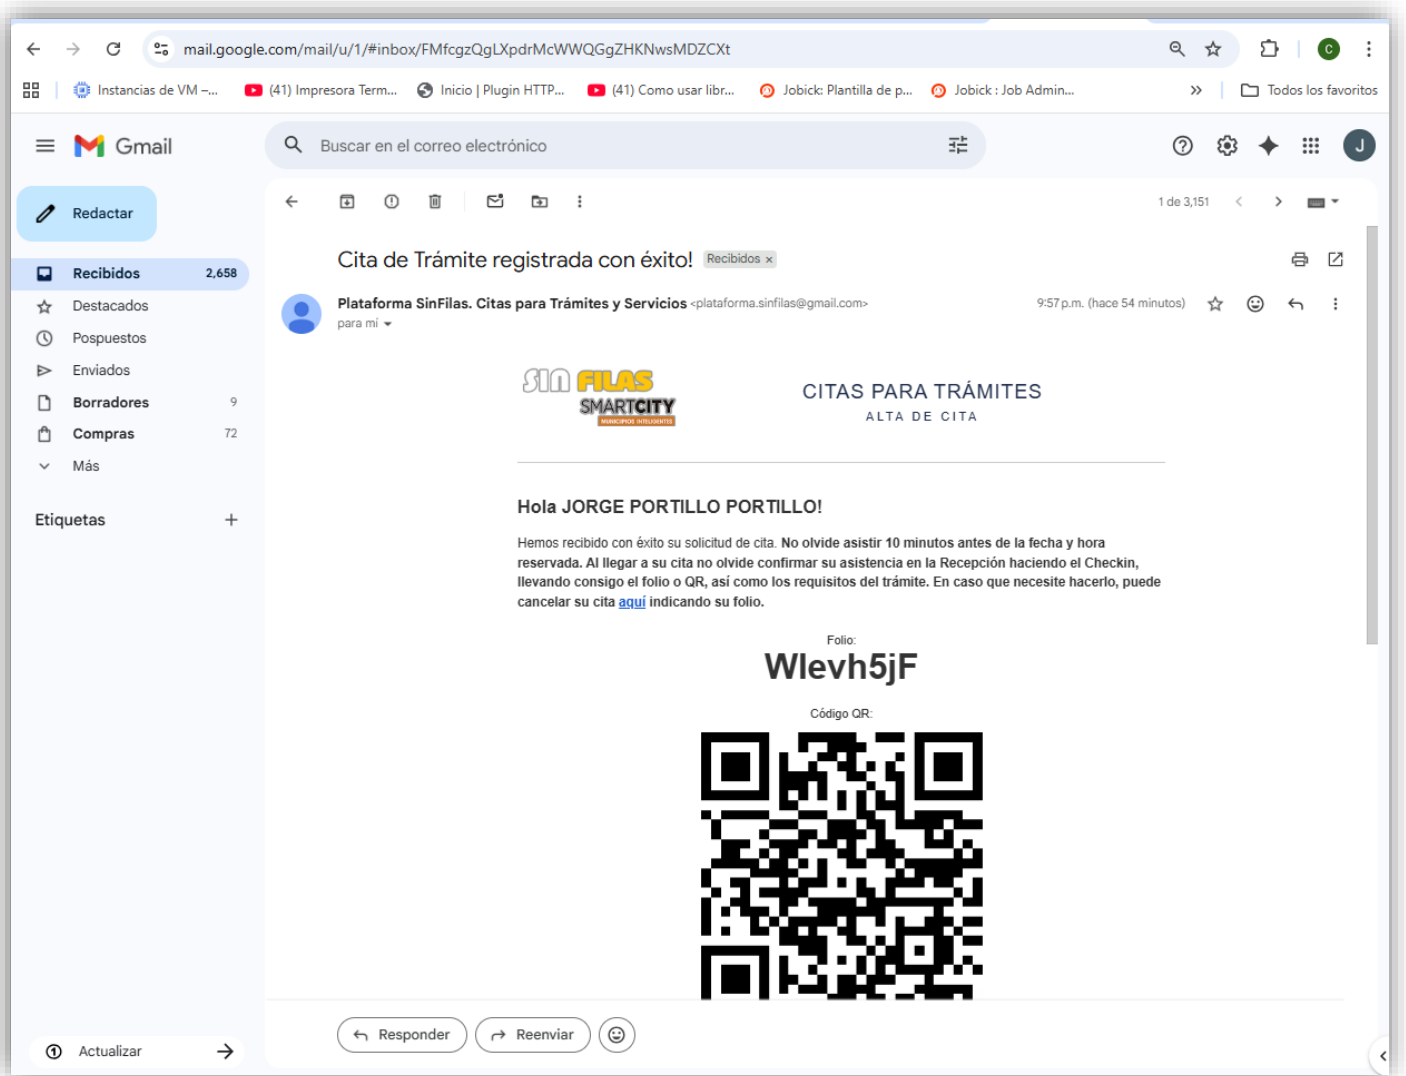 mail.google.com/mail/u/1/#inbox/FMfcgzQgLXpdrMcWWQGgZHKNwsMDZCXt
C
Instancias de VM –...
(41) Impresora Term...
Inicio | Plugin HTTP...
(41) Como usar libr...
Jobick: Plantilla de p...
Jobick : Job Admin...
»
Todos los favoritos
Gmail
Buscar en el correo electrónico
J
Redactar
1 de 3,151
Recibidos 2,658
Destacados
Pospuestos
Enviados
Borradores 9
Compras 72
Más
Etiquetas +
Cita de Trámite registrada con éxito! Recibidos x
Plataforma SinFilas. Citas para Trámites y Servicios <plataforma.sinfilas@gmail.com> 9:57 p.m. (hace 54 minutos)
para mí
SIN FILAS
SMARTCITY
MUNICIPIOS INTELIGENTES
CITAS PARA TRÁMITES
ALTA DE CITA
Hola JORGE PORTILLO PORTILLO!
Hemos recibido con éxito su solicitud de cita. No olvide asistir 10 minutos antes de la fecha y hora
reservada. Al llegar a su cita no olvide confirmar su asistencia en la Recepción haciendo el Checkin,
llevando consigo el folio o QR, así como los requisitos del trámite. En caso que necesite hacerlo, puede
cancelar su cita aquí indicando su folio.
Folio:
Wlevh5jF
Código QR:
Responder
Reenviar
Actualizar